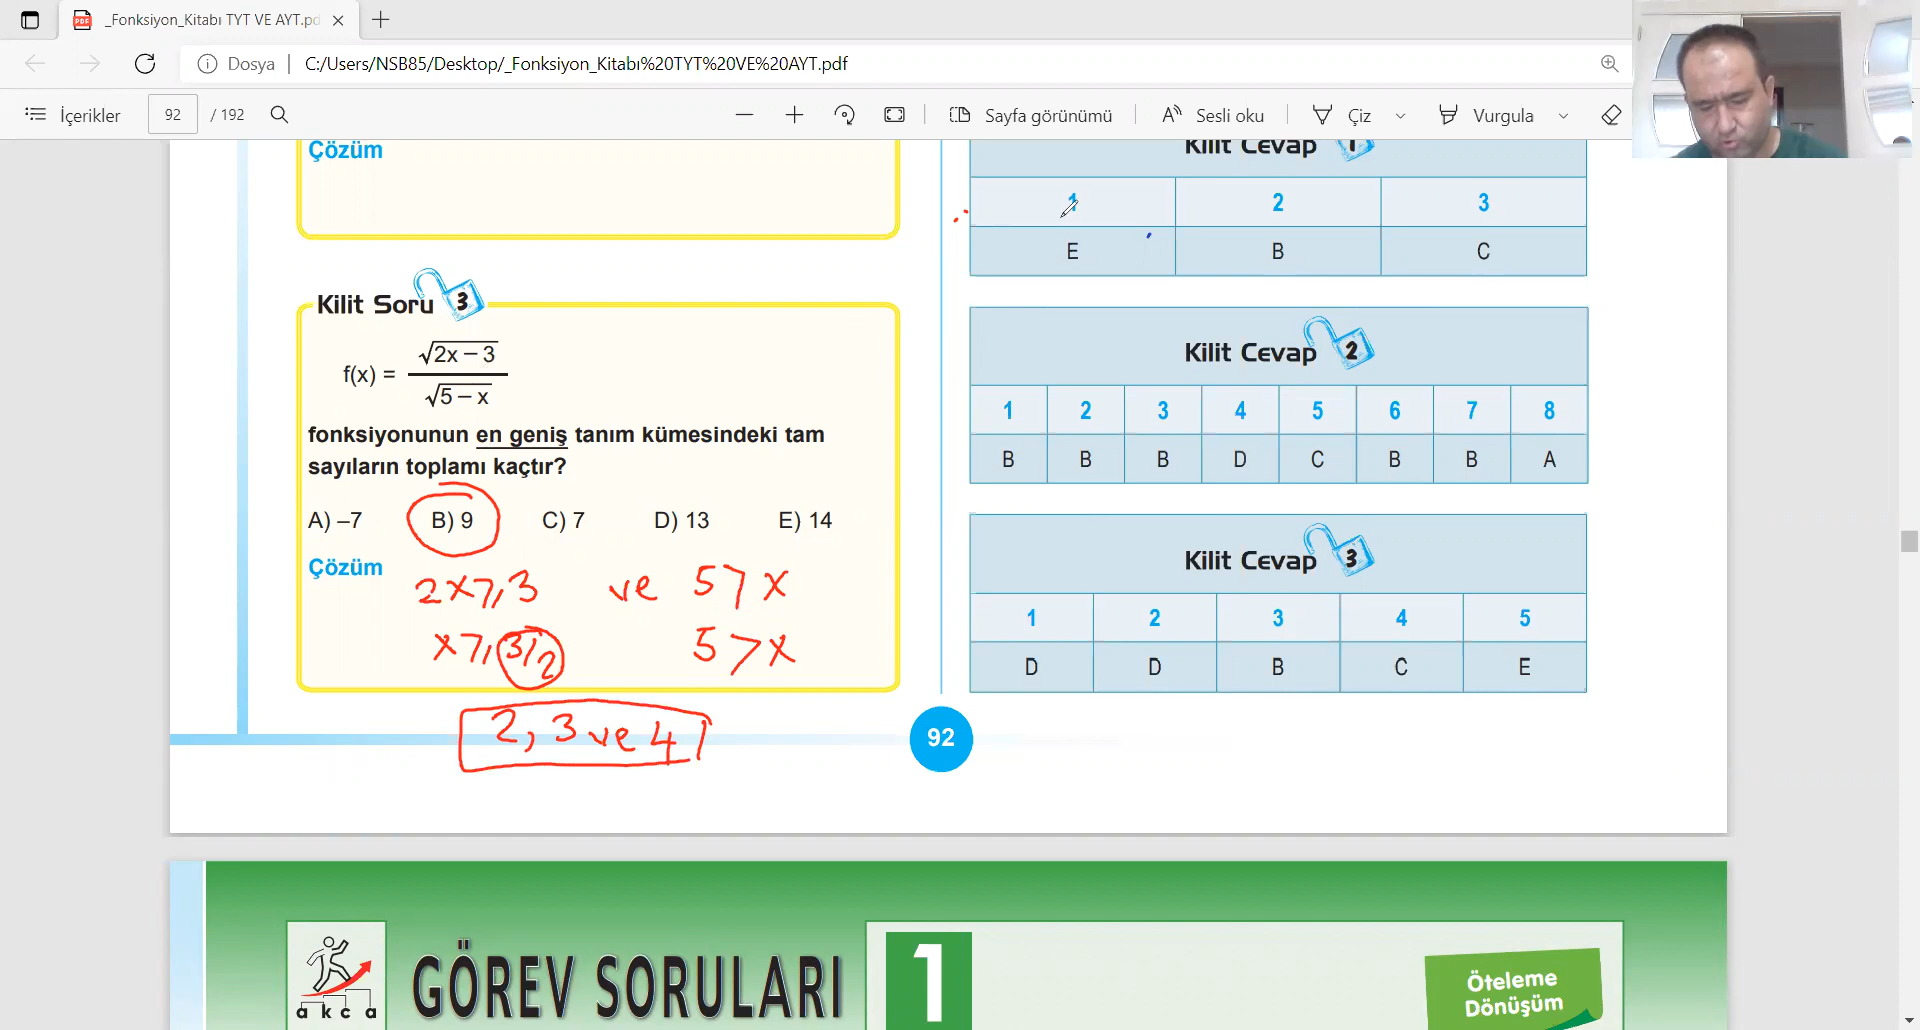 _Fonksiyon_Kitabı TYT VE AYT.pd
Dosya
C:/Users/NSB85/Desktop/_Fonksiyon_Kitabı%20TYT%20VE%20AYT.pdf
İçerikler
92
/ 192
Sayfa görünümü
Sesli oku
Çiz
Vurgula
Çözüm
Kilit Soru 3
f(x) = √2x – 3 / √5 – x
fonksiyonunun en geniş tanım kümesindeki tam
sayıların toplamı kaçtır?
A) –7 B) 9 C) 7 D) 13 E) 14
Çözüm
2x ≥ 3 ve 5 > x
x ≥ 3/2 5 > x
2, 3 ve 4
Kilit Cevap 1
1 2 3
E B C
Kilit Cevap 2
1 2 3 4 5 6 7 8
B B B D C B B A
Kilit Cevap 3
1 2 3 4 5
D D B C E
92
akca
GÖREV SORULARI
1
Öteleme
Dönüşüm